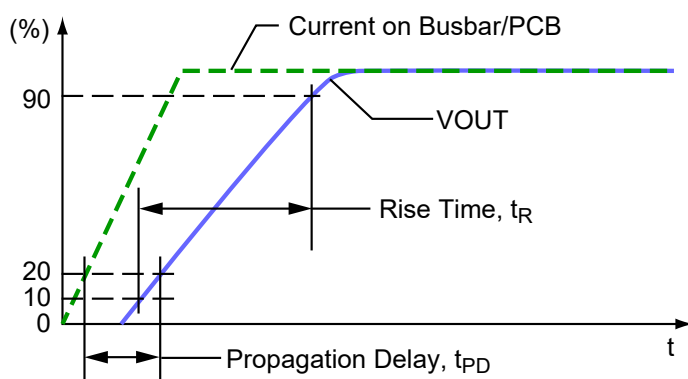 (%)
Current on Busbar/PCB
90
VOUT
Rise Time, tR
20
10
0
t
Propagation Delay, tPD